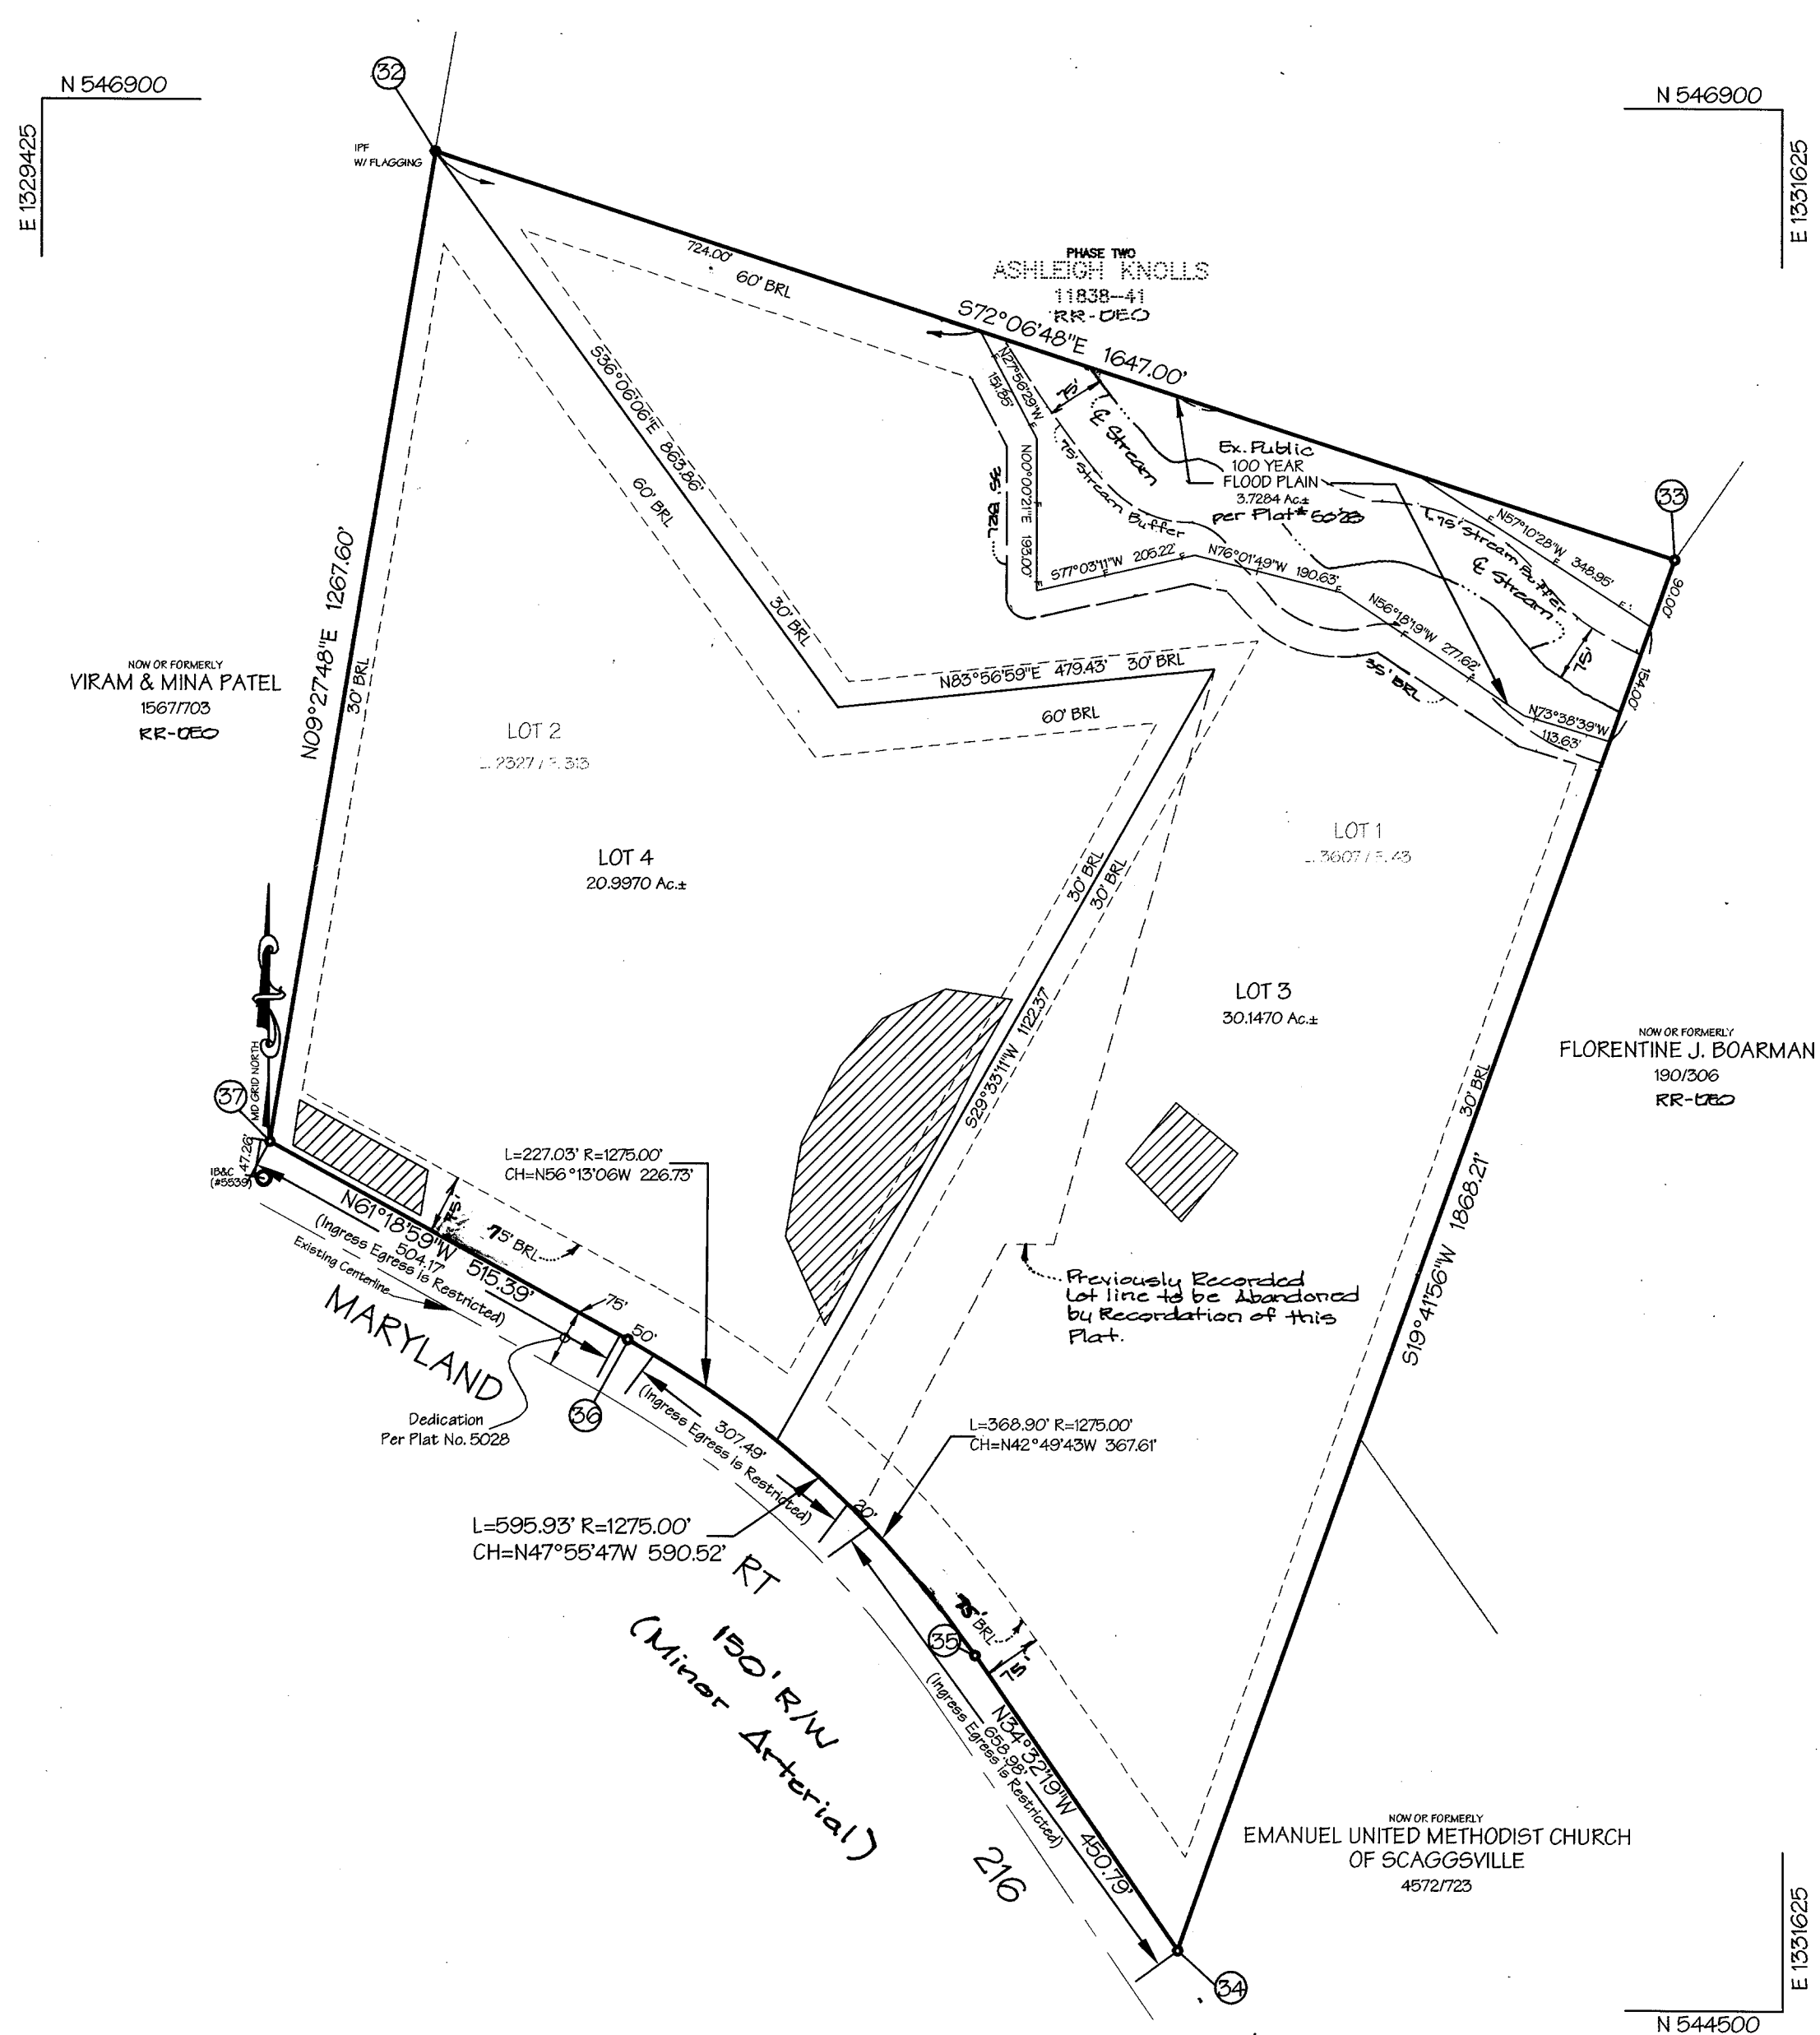 N 546900
E 1329425
32
IPF
W/ FLAGGING
N 546900
E 1331625
PHASE TWO
ASHLEIGH KNOLLS
11838--41
RR-DEO
724.00'
60' BRL
S72°06'48"E 1647.00'
S36°06'06"E 863.86'
60' BRL
30' BRL
N27°56'29"W
151.85'
75'
℄ Stream
75' Stream Buffer
35' BRL
N00°00'21"E 193.00'
S77°03'11"W 205.22'
N76°01'49"W 190.63'
Ex. Public
100 YEAR
FLOOD PLAIN
3.7284 Ac.±
per Plat # 5028
N57°10'28"W 348.95'
75' Stream Buffer
℄ Stream
N56°18'19"W 277.62'
75'
33
90.00'
154.00'
N73°38'39"W
113.63'
35' BRL
N83°56'59"E 479.43' 30' BRL
60' BRL
NOW OR FORMERLY
VIRAM & MINA PATEL
1567/703
RR-DEO
N09°27'48"E 1267.60'
30' BRL
LOT 2
L. 2327 / F. 313
LOT 4
20.9970 Ac.±
LOT 1
L. 3607 / F. 43
30' BRL
30' BRL
S29°33'11"W 1122.37'
LOT 3
30.1470 Ac.±
NOW OR FORMERLY
FLORENTINE J. BOARMAN
190/306
RR-DEO
30' BRL
S19°41'56"W 1868.21'
MD GRID NORTH
37
47.26'
IB&C
(#5539)
L=227.03' R=1275.00'
CH=N56°13'06W 226.73'
75'
75' BRL
N61°18'59"W 515.39'
504.17'
(Ingress Egress is Restricted)
Existing Centerline
MARYLAND
75'
50'
36
Dedication
Per Plat No. 5028
307.49'
(Ingress Egress is Restricted)
Previously Recorded
Lot line to be Abandoned
by Recordation of this
Plat.
L=368.90' R=1275.00'
CH=N42°49'43W 367.61'
20'
L=595.93' R=1275.00'
CH=N47°55'47W 590.52'
RT
150' R/W
(Minor Arterial)
75' BRL
75'
35
N34°32'19"W 450.79'
658.98'
(Ingress Egress is Restricted)
216
NOW OR FORMERLY
EMANUEL UNITED METHODIST CHURCH
OF SCAGGSVILLE
4572/723
34
E 1331625
N 544500